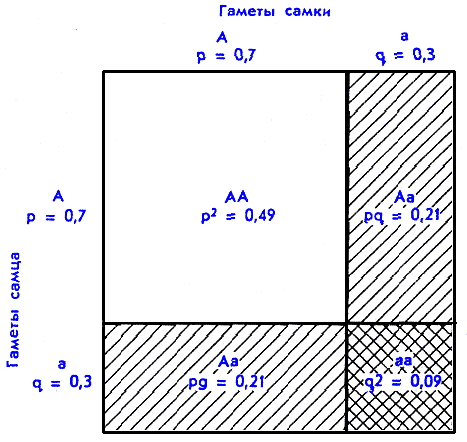 Гаметы самки
A
p = 0,7
a
q = 0,3
A
p = 0,7
AA
p² = 0,49
Aa
pq = 0,21
Гаметы самца
a
q = 0,3
Aa
pg = 0,21
aa
q2 = 0,09